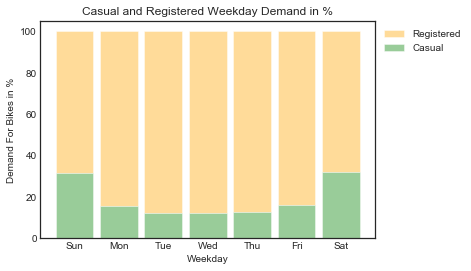 Casual and Registered Weekday Demand in %
Registered
Casual
100
80
60
40
20
0
Demand For Bikes in %
Sun Mon Tue Wed Thu Fri Sat
Weekday